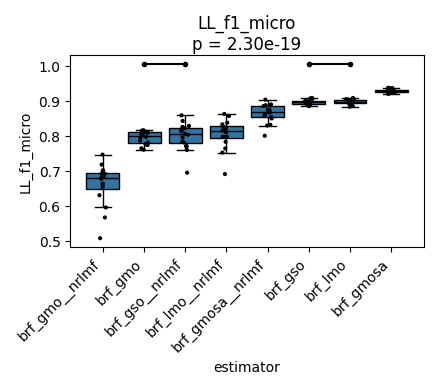 LL_f1_micro
p = 2.30e-19
LL_f1_micro
1.0
0.9
0.8
0.7
0.6
0.5
brf_gmo__nrlmf
brf_gmo
brf_gso__nrlmf
brf_lmo__nrlmf
brf_gmosa__nrlmf
brf_gso
brf_lmo
brf_gmosa
estimator